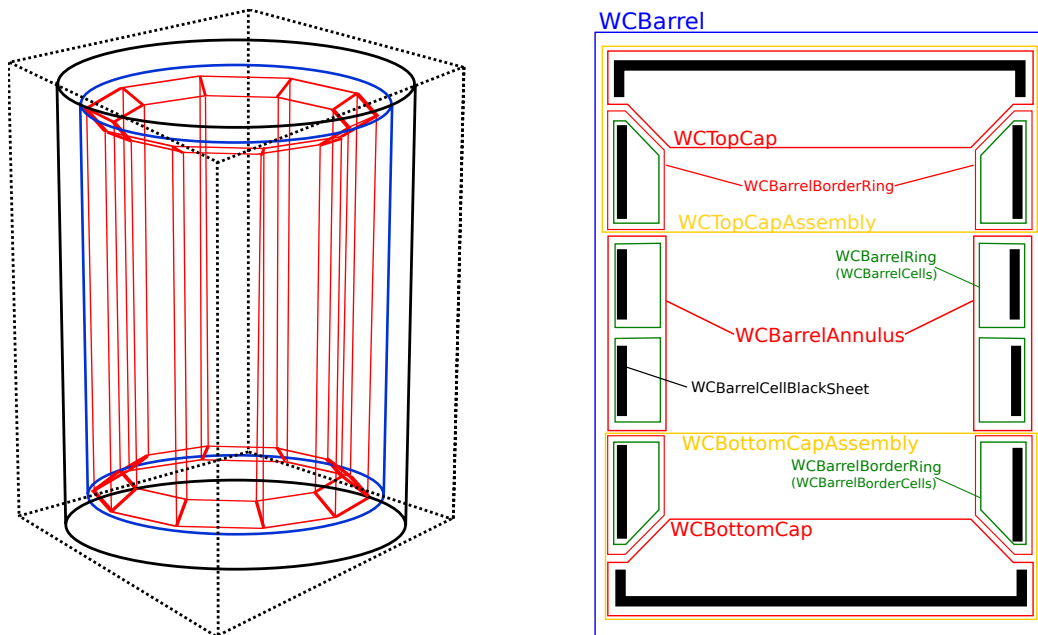 WCBarrel
WCTopCap
WCBarrelBorderRing
WCTopCapAssembly
WCBarrelRing
(WCBarrelCells)
WCBarrelAnnulus
WCBarrelCellBlackSheet
WCBottomCapAssembly
WCBarrelBorderRing
(WCBarrelBorderCells)
WCBottomCap